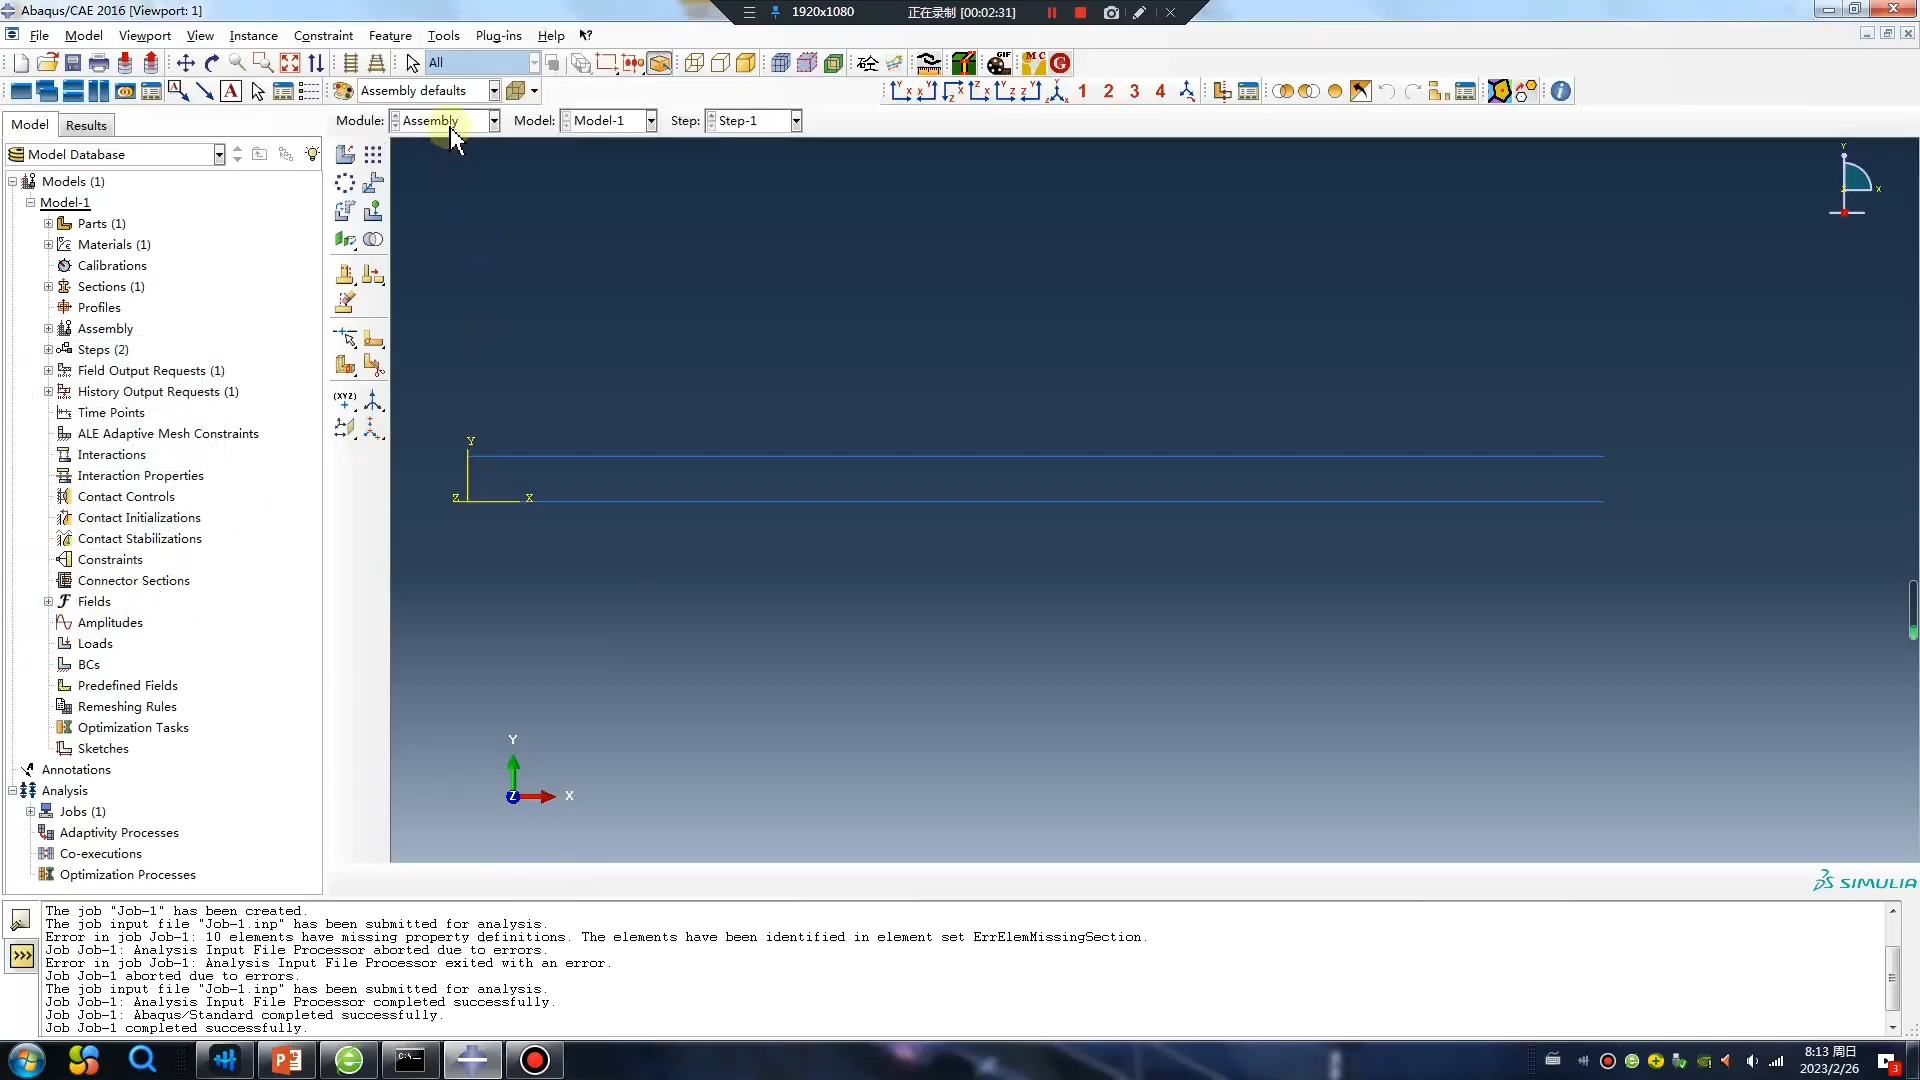 Abaqus/CAE 2016 [Viewport: 1]
1920x1080
正在录制 [00:02:31]
File
Model
Viewport
View
Instance
Constraint
Feature
Tools
Plug-ins
Help
All
GIF
砼
M C
G
A
Assembly defaults
1
2
3
4
Model
Results
Module:
Assembly
Model:
Model-1
Step:
Step-1
Model Database
Models (1)
Model-1
Parts (1)
Materials (1)
Calibrations
Sections (1)
Profiles
Assembly
Steps (2)
Field Output Requests (1)
History Output Requests (1)
Time Points
ALE Adaptive Mesh Constraints
Interactions
Interaction Properties
Contact Controls
Contact Initializations
Contact Stabilizations
Constraints
Connector Sections
Fields
Amplitudes
Loads
BCs
Predefined Fields
Remeshing Rules
Optimization Tasks
Sketches
Annotations
Analysis
Jobs (1)
Adaptivity Processes
Co-executions
Optimization Processes
(XYZ)
Y
X
Y
Z
X
Y
Z
X
SIMULIA
The job "Job-1" has been created.
The job input file "Job-1.inp" has been submitted for analysis.
Error in job Job-1: 10 elements have missing property definitions. The elements have been identified in element set ErrElemMissingSection.
Job Job-1: Analysis Input File Processor aborted due to errors.
Error in job Job-1: Analysis Input File Processor exited with an error.
Job Job-1 aborted due to errors.
The job input file "Job-1.inp" has been submitted for analysis.
Job Job-1: Analysis Input File Processor completed successfully.
Job Job-1: Abaqus/Standard completed successfully.
Job Job-1 completed successfully.
8:13 周日
2023/2/26
3